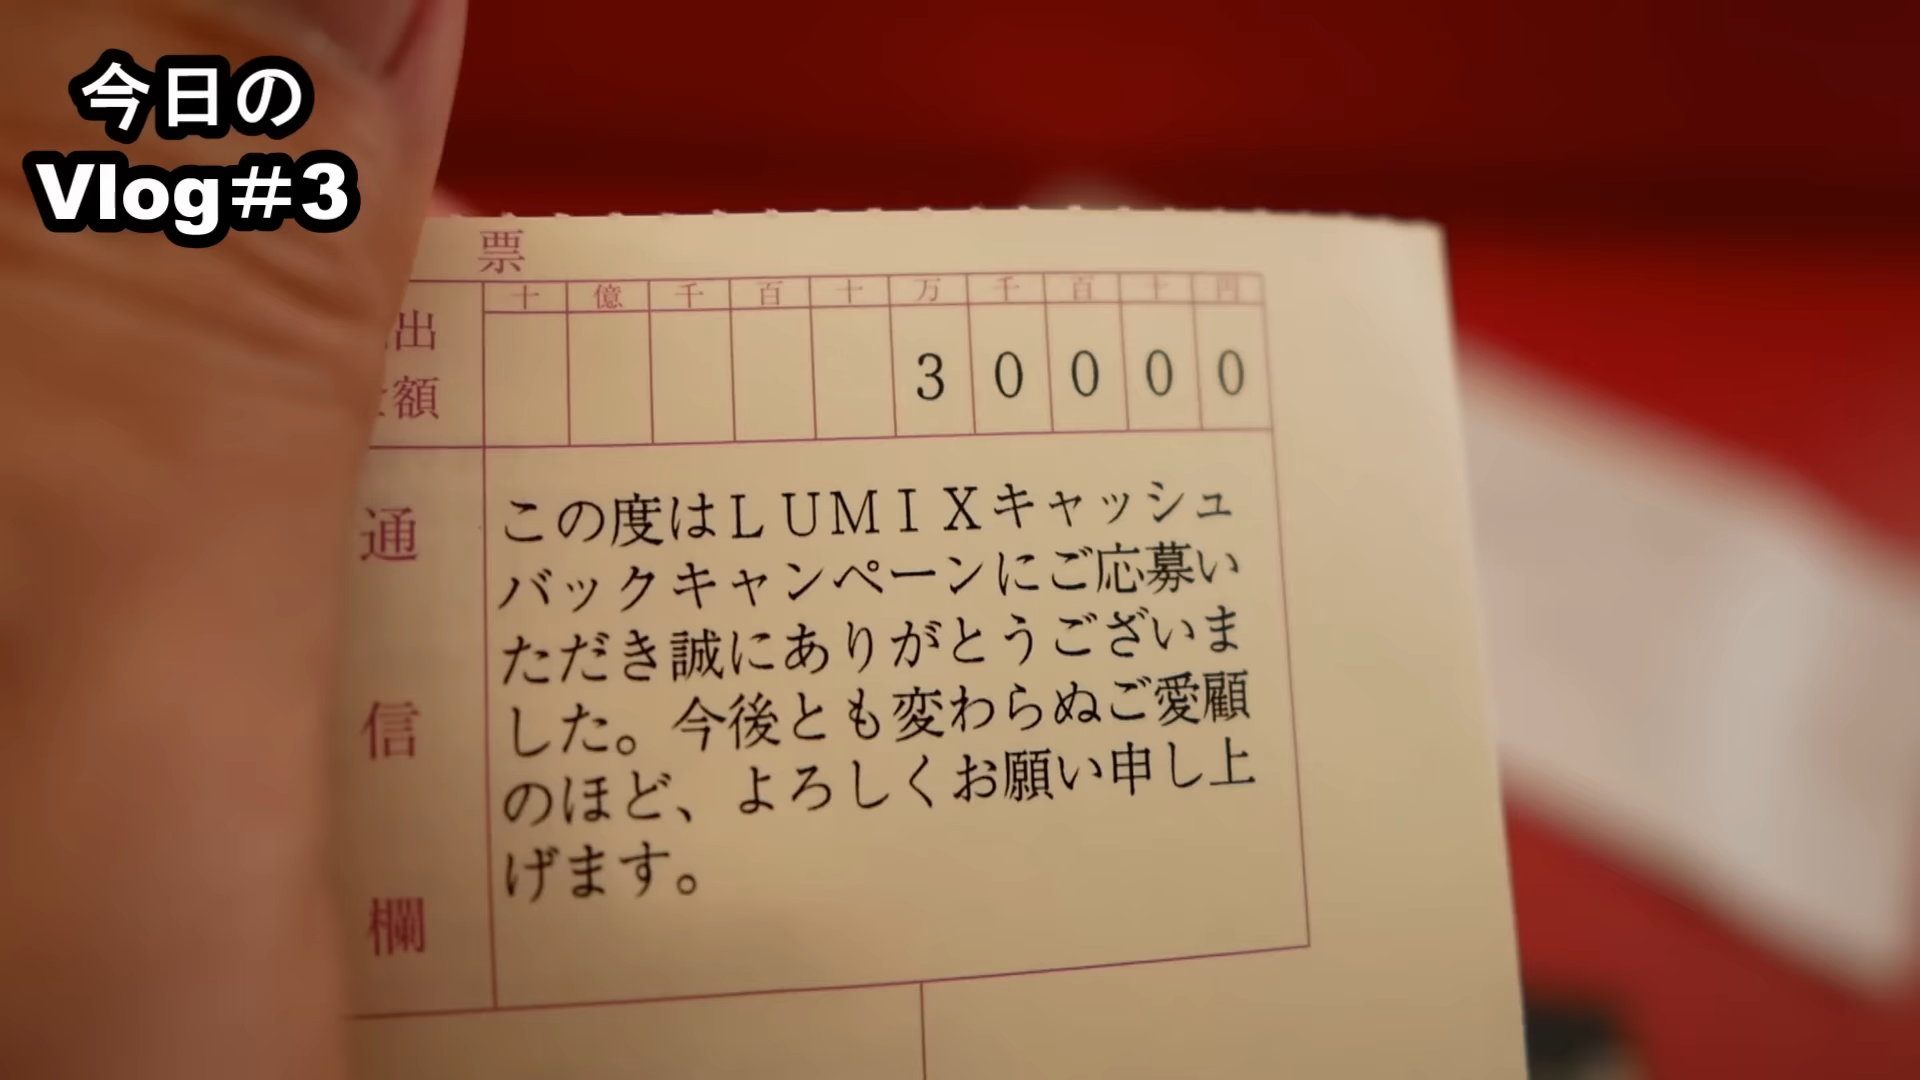 今日の
Vlog#3
票
十 億 千 百 十 万 千 百 十 円
出
額
3 0 0 0 0
通
信
欄
この度はＬＵＭＩＸキャッシュ
バックキャンペーンにご応募い
ただき誠にありがとうございま
した。今後とも変わらぬご愛顧
のほど、よろしくお願い申し上
げます。